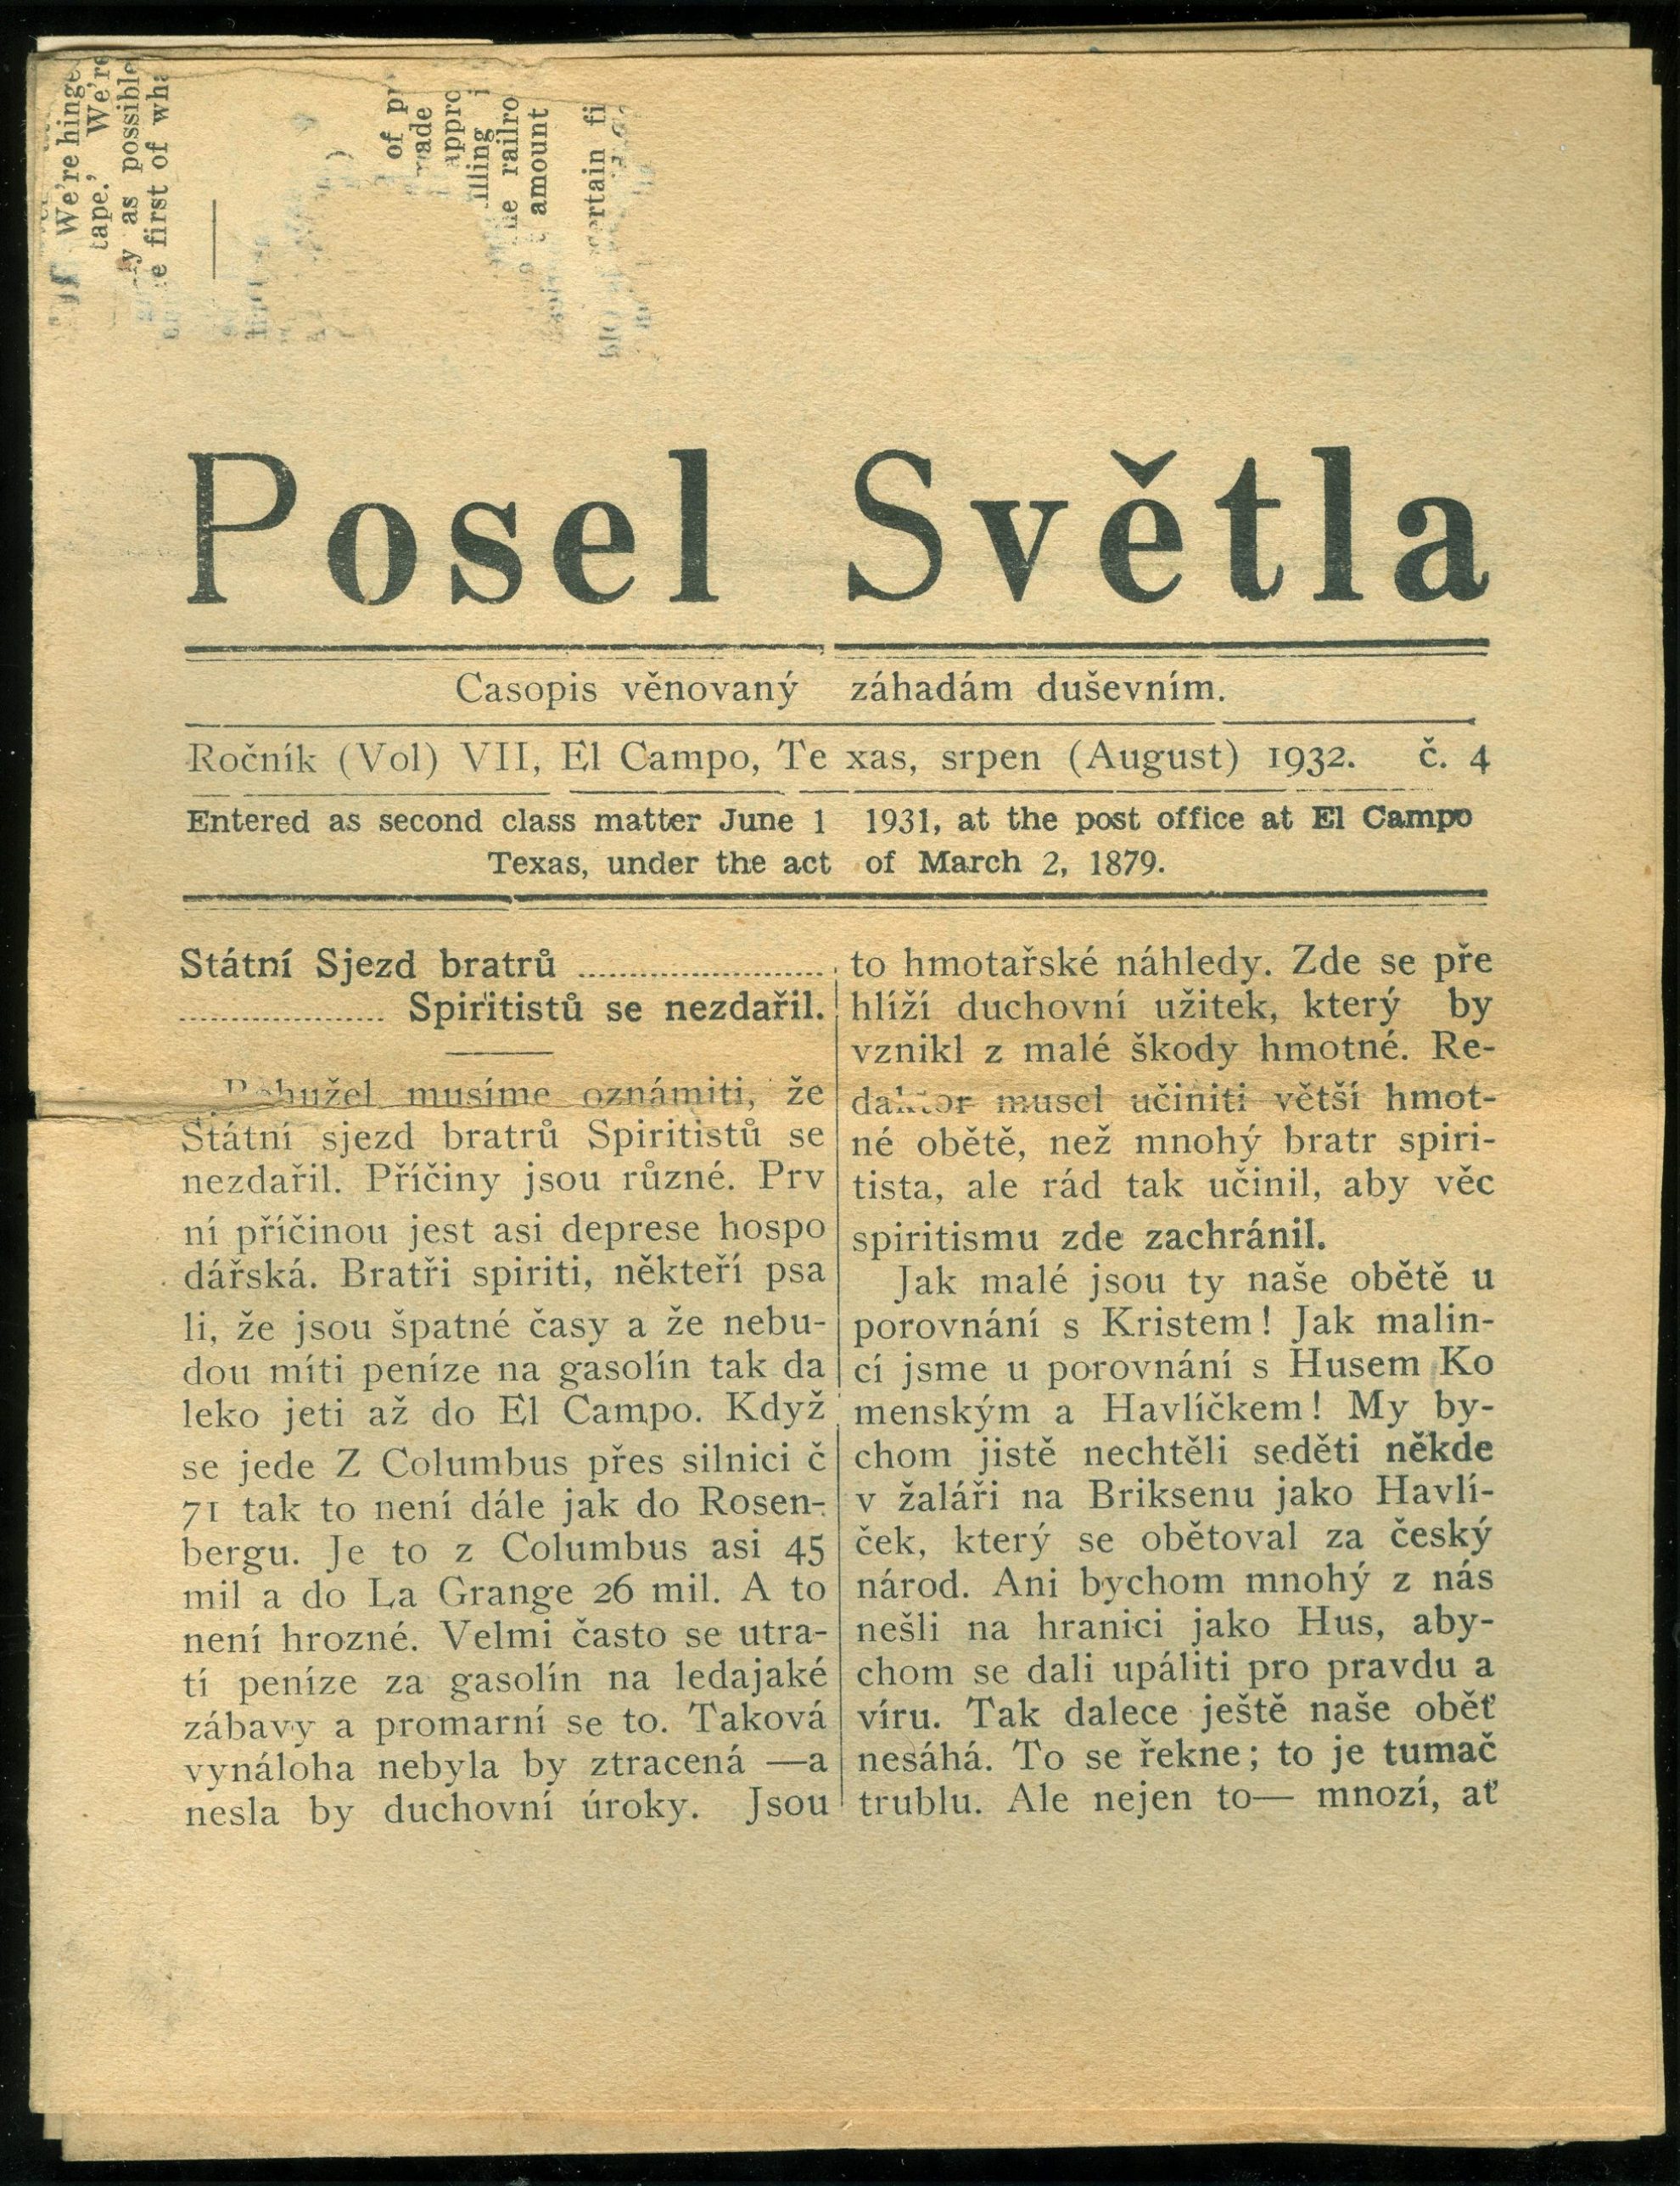 We're hinge
tape.' We're
as possible
first of wha
of
appro
railro
amount
Posel Světla
Casopis věnovaný záhadám duševním.
Ročník (Vol) VII, El Campo, Te xas, srpen (August) 1932. č. 4
Entered as second class matter June 1 1931, at the post office at El Campo
Texas, under the act of March 2, 1879.
Státní Sjezd bratrů ........................
.................... Spiritistů se nezdařil.
Bohužel musíme oznámiti, že
Státní sjezd bratrů Spiritistů se
nezdařil. Příčiny jsou různé. Prv
ní příčinou jest asi deprese hospo
dářská. Bratři spiriti, někteří psa
li, že jsou špatné časy a že nebu-
dou míti peníze na gasolín tak da
leko jeti až do El Campo. Když
se jede Z Columbus přes silnici č
71 tak to není dále jak do Rosen-
bergu. Je to z Columbus asi 45
mil a do La Grange 26 mil. A to
není hrozné. Velmi často se utra-
tí peníze za gasolín na ledajaké
zábavy a promarní se to. Taková
vynáloha nebyla by ztracená —a
nesla by duchovní úroky. Jsou
to hmotařské náhledy. Zde se pře
hlíží duchovní užitek, který by
vznikl z malé škody hmotné. Re-
daktor musel učiniti větší hmot-
né obětě, než mnohý bratr spiri-
tista, ale rád tak učinil, aby věc
spiritismu zde zachránil.
Jak malé jsou ty naše obětě u
porovnání s Kristem! Jak malin-
cí jsme u porovnání s Husem Ko
menským a Havlíčkem! My by-
chom jistě nechtěli seděti někde
v žaláři na Briksenu jako Havlí-
ček, který se obětoval za český
národ. Ani bychom mnohý z nás
nešli na hranici jako Hus, aby-
chom se dali upáliti pro pravdu a
víru. Tak dalece ještě naše oběť
nesáhá. To se řekne; to je tumač
trublu. Ale nejen to— mnozí, ať